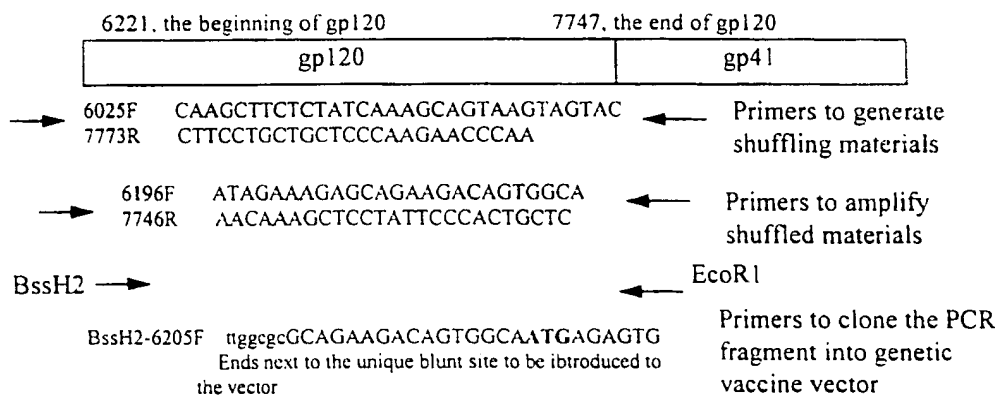 6221, the beginning of gp120 7747, the end of gp120
gp120 gp41
6025F CAAGCTTCTCTATCAAAGCAGTAAGTAGTAC Primers to generate
7773R CTTCCTGCTGCTCCCAAGAACCCAA shuffling materials
6196F ATAGAAAGAGCAGAAGACAGTGGCA Primers to amplify
7746R AACAAAGCTCCTATTCCCACTGCTC shuffled materials
BssH2 EcoR1
BssH2-6205F ttggcgcGCAGAAGACAGTGGCAATGAGAGTG Primers to clone the PCR
Ends next to the unique blunt site to be ibtroduced to fragment into genetic
the vector vaccine vector